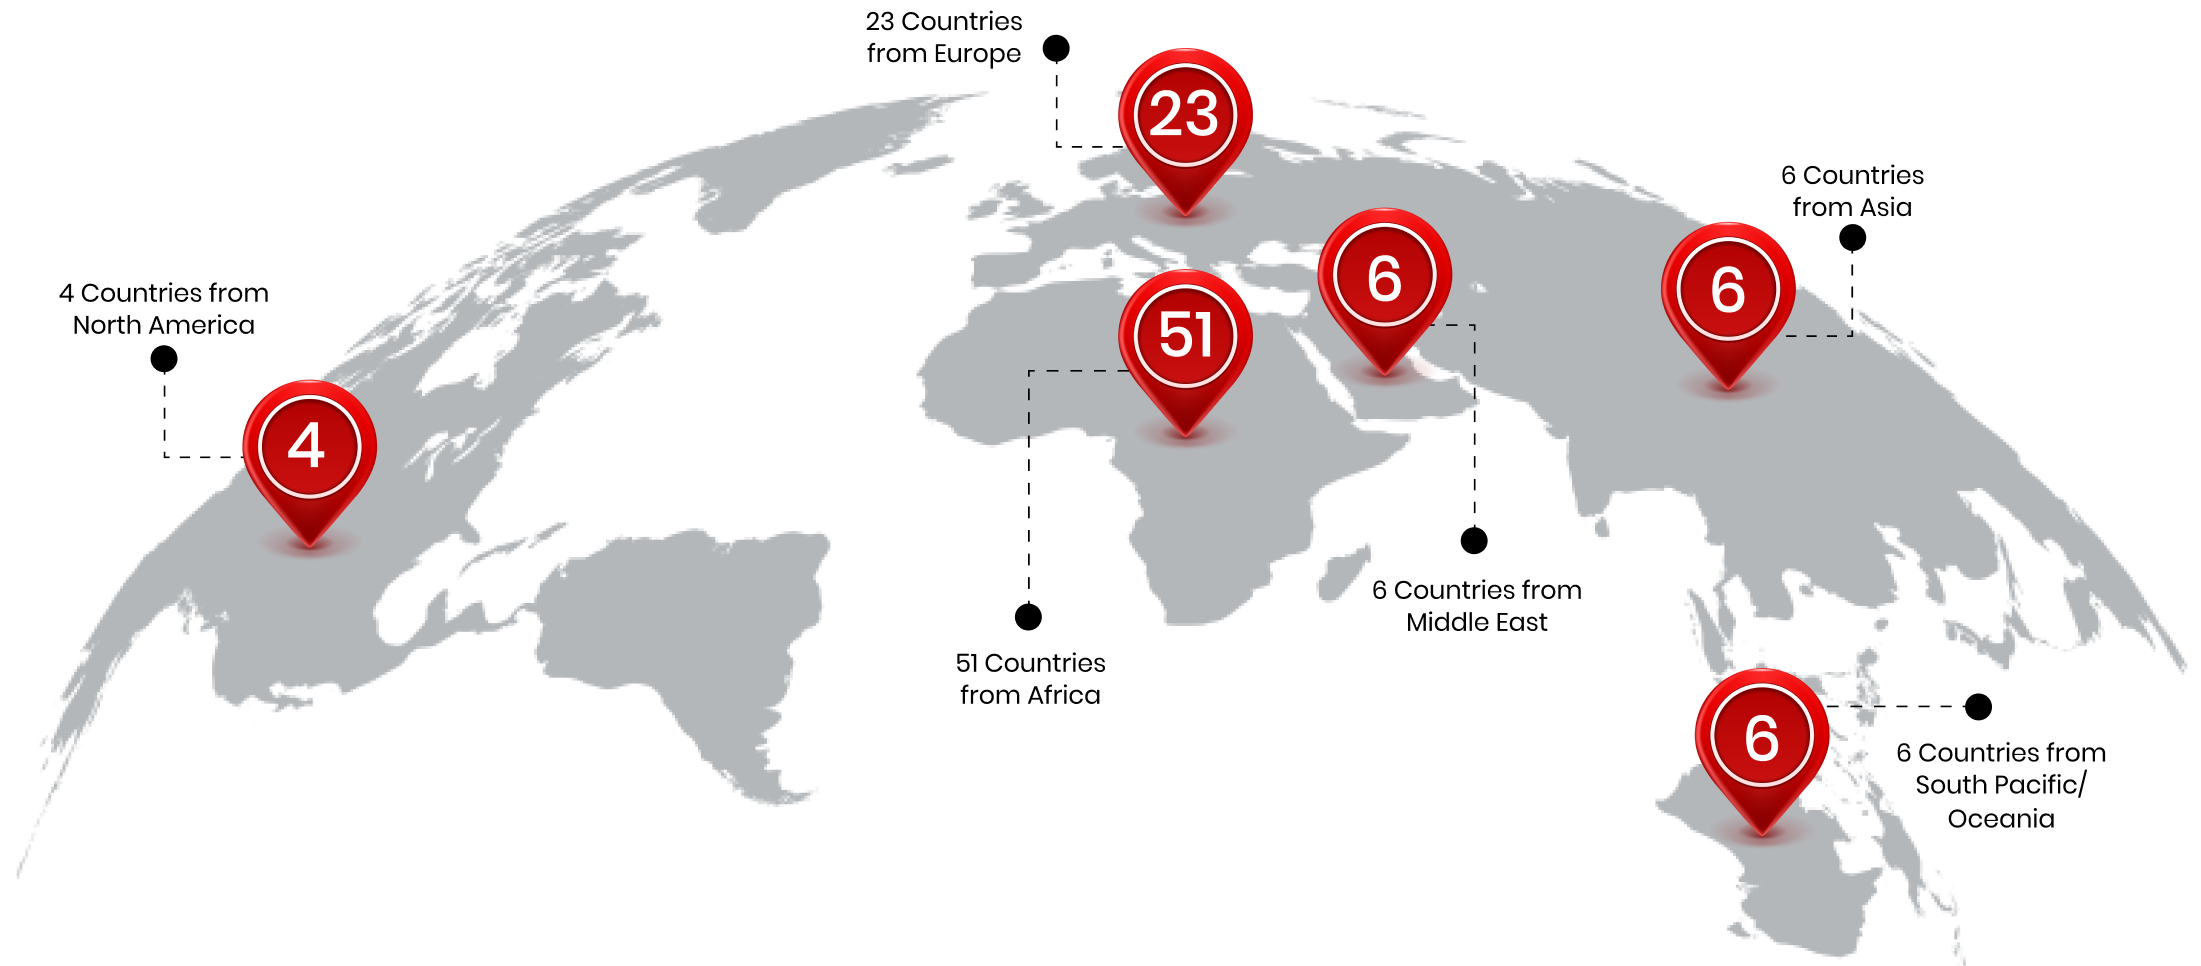 23 Countries
from Europe
23
6 Countries
from Asia
6
6
4 Countries from
North America
51
4
6 Countries from
Middle East
51 Countries
from Africa
6
6 Countries from
South Pacific/
Oceania